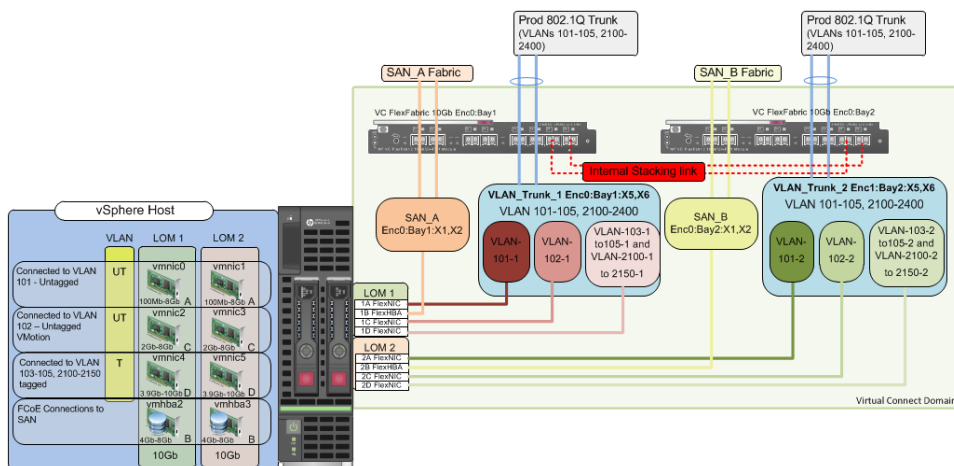 Prod 802.1Q Trunk
(VLANs 101-105, 2100-
2400)
Prod 802.1Q Trunk
(VLANs 101-105, 2100-
2400)
SAN_A Fabric
SAN_B Fabric
VC FlexFabric 10Gb Enc0:Bay1
VC FlexFabric 10Gb Enc0:Bay2
Internal Stacking link
VLAN_Trunk_1 Enc0:Bay1:X5,X6
VLAN 101-105, 2100-2400
VLAN-
101-1
VLAN-
102-1
VLAN-103-1
to105-1 and
VLAN-2100-1
to 2150-1
VLAN_Trunk_2 Enc1:Bay2:X5,X6
VLAN 101-105, 2100-2400
VLAN-
101-2
VLAN-
102-2
VLAN-103-2
to105-2 and
VLAN-2100-2
to 2150-2
SAN_A
Enc0:Bay1:X1,X2
SAN_B
Enc0:Bay2:X1,X2
vSphere Host
VLAN
LOM 1
LOM 2
Connected to VLAN
101 - Untagged
UT
vmnic0
100Mb-8Gb
A
vmnic1
100Mb-8Gb
A
Connected to VLAN
102 – Untagged
VMotion
UT
vmnic2
2Gb-8Gb
C
vmnic3
2Gb-8Gb
C
Connected to VLAN
103-105, 2100-2150
tagged
T
vmnic4
3.9Gb-10Gb
D
vmnic5
3.9Gb-10Gb
D
FCoE Connections to
SAN
vmhba2
4Gb-8Gb
B
vmhba3
4Gb-8Gb
B
10Gb
10Gb
LOM 1
1A FlexNIC
1B FlexHBA
1C FlexNIC
1D FlexNIC
LOM 2
2A FlexNIC
2B FlexHBA
2C FlexNIC
2D FlexNIC
Virtual Connect Domain